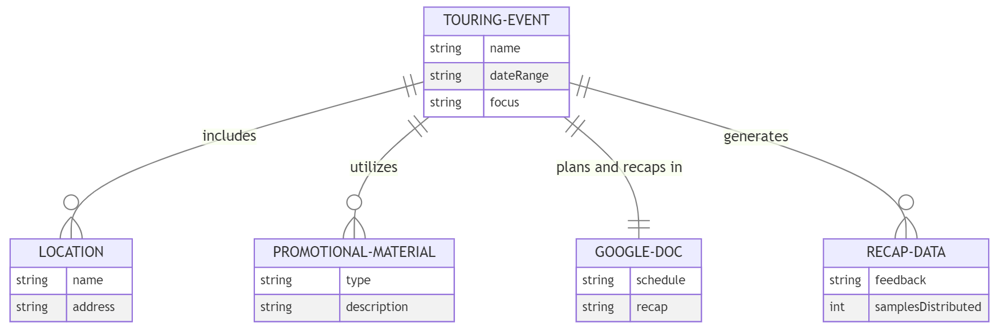 TOURING-EVENT
string name
string dateRange
string focus
includes
generates
utilizes
plans and recaps in
LOCATION
string name
string address
PROMOTIONAL-MATERIAL
string type
string description
GOOGLE-DOC
string schedule
string recap
RECAP-DATA
string feedback
int samplesDistributed